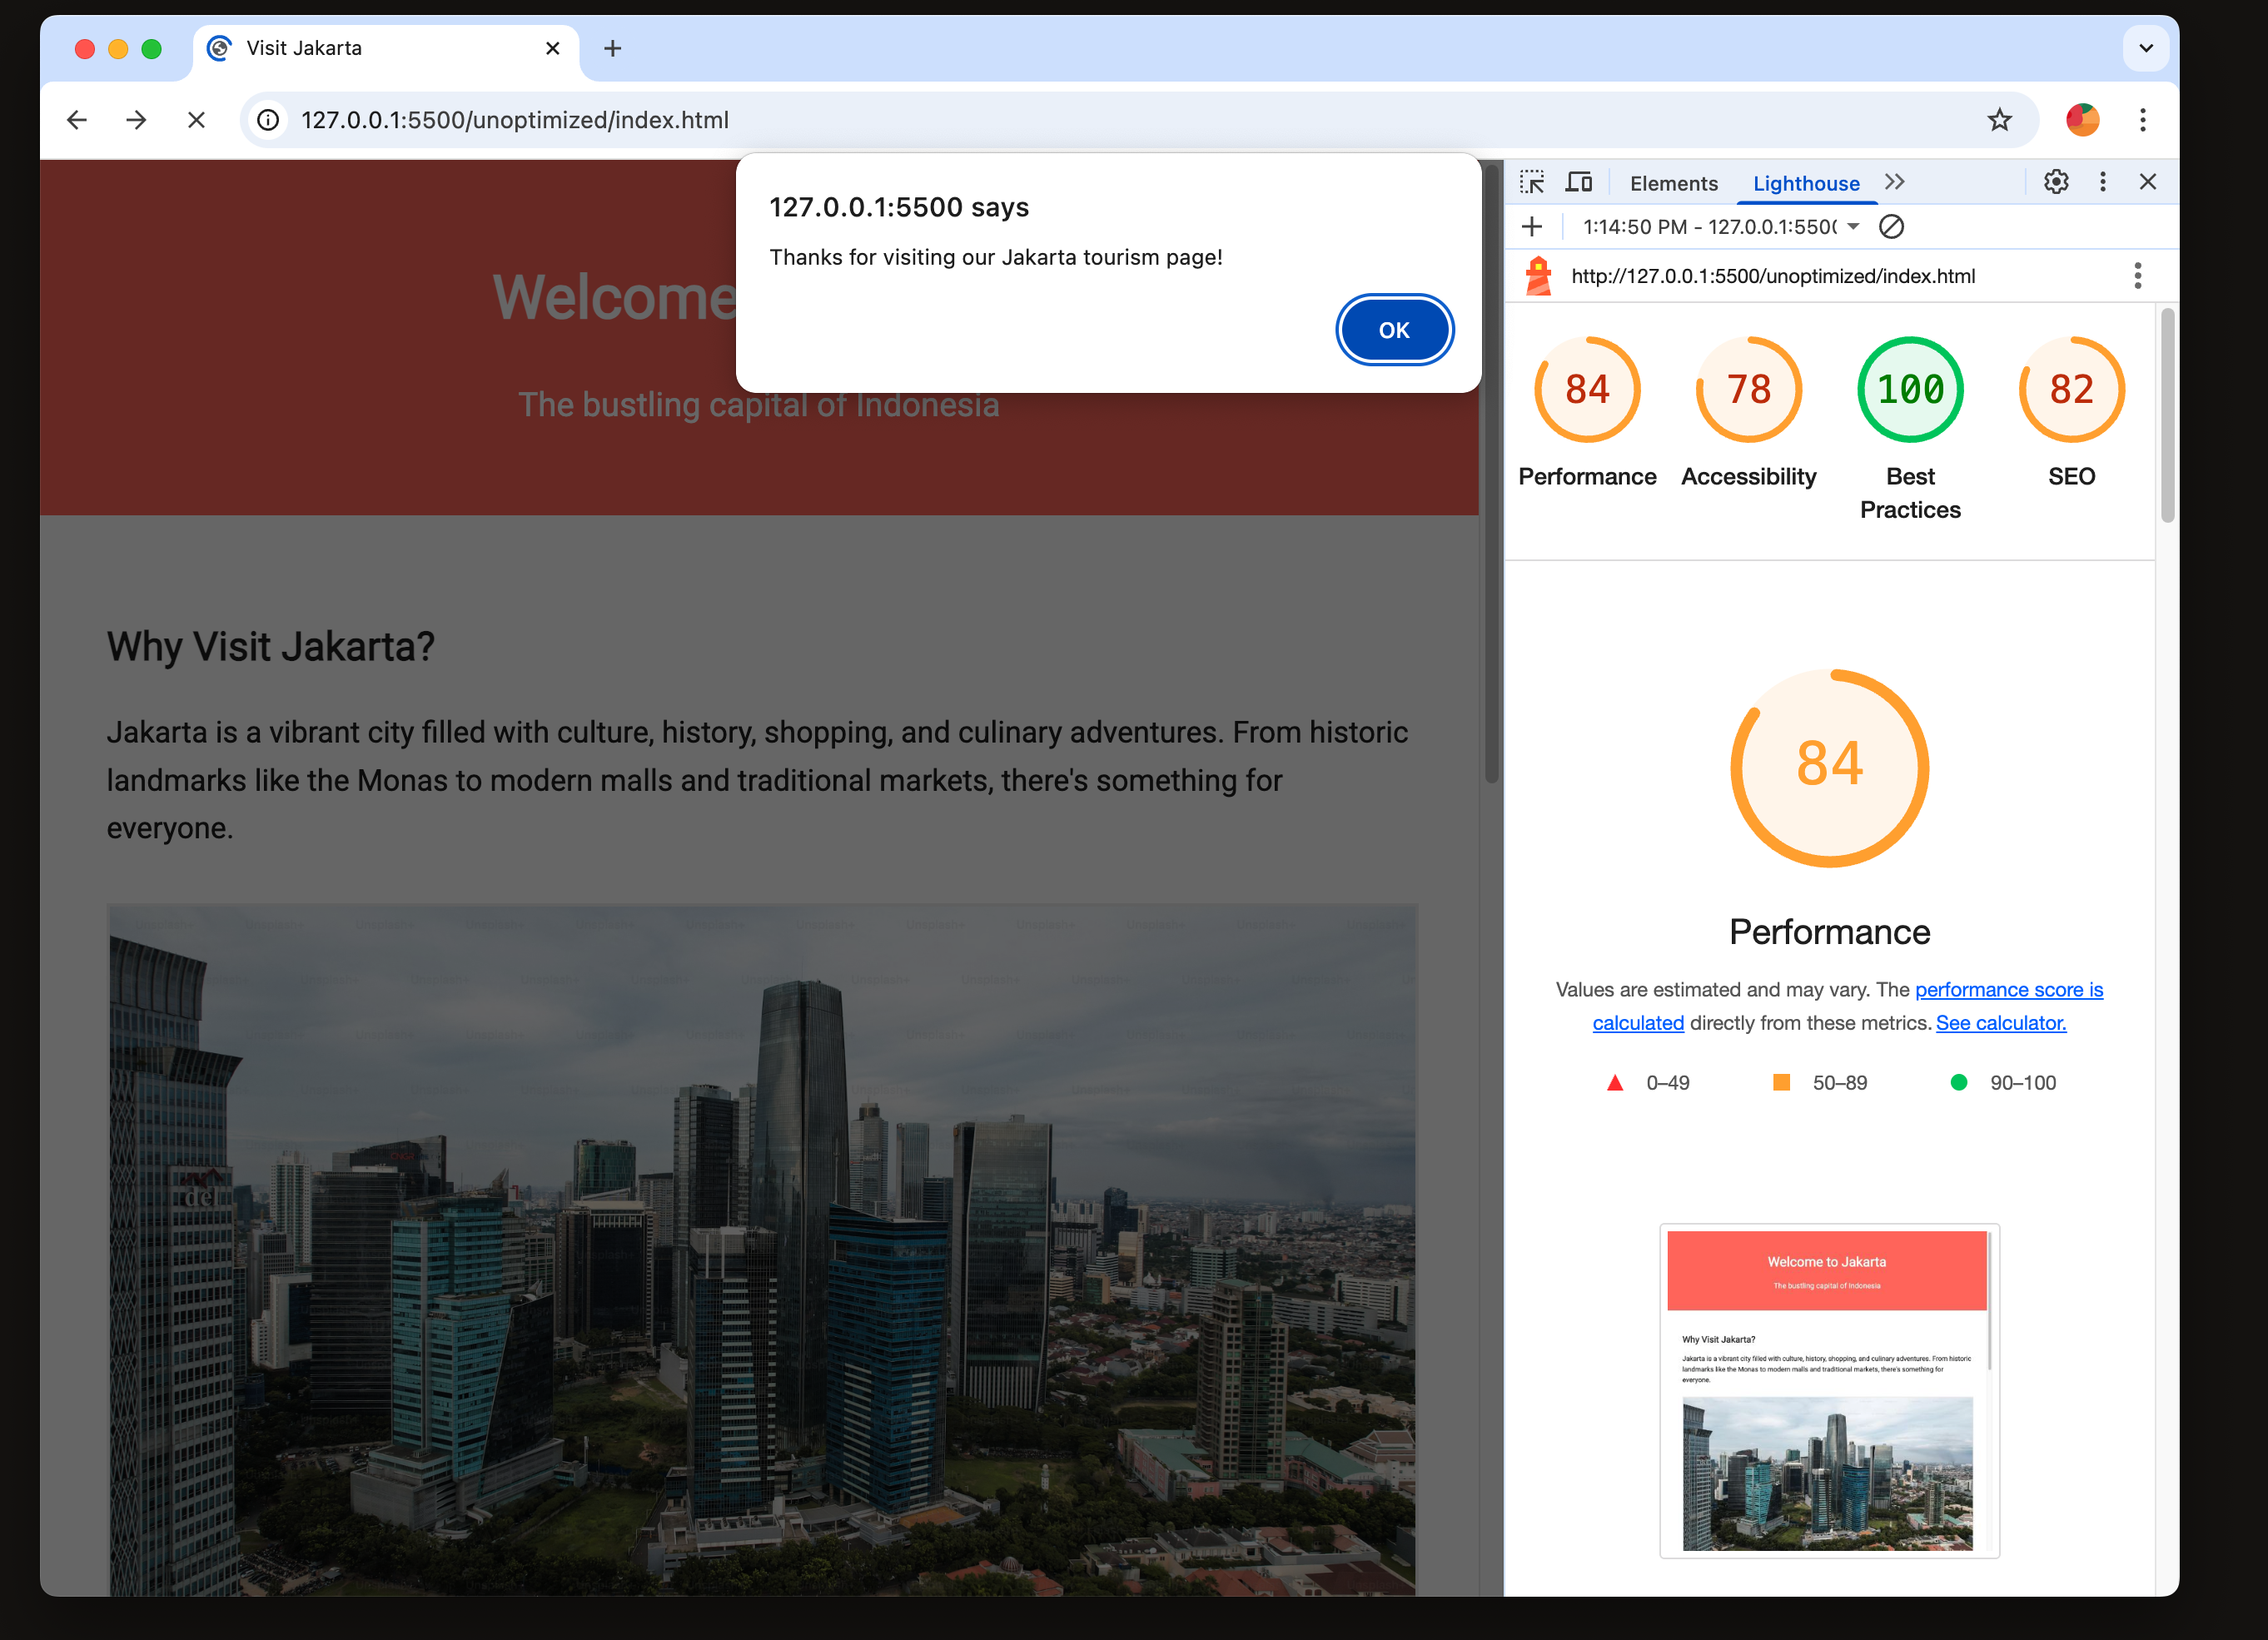 Visit Jakarta
127.0.0.1:5500/unoptimized/index.html
127.0.0.1:5500 says
Thanks for visiting our Jakarta tourism page!
OK
Welcome
The bustling capital of Indonesia
Why Visit Jakarta?
Jakarta is a vibrant city filled with culture, history, shopping, and culinary adventures. From historic
landmarks like the Monas to modern malls and traditional markets, there's something for
everyone.
Elements Lighthouse
1:14:50 PM - 127.0.0.1:550
http://127.0.0.1:5500/unoptimized/index.html
84 78 100 82
Performance Accessibility Best Practices SEO
84
Performance
Values are estimated and may vary. The performance score is
calculated directly from these metrics. See calculator.
0–49 50–89 90–100
Welcome to Jakarta
The bustling capital of Indonesia
Why Visit Jakarta?
Jakarta is a vibrant city filled with culture, history, shopping, and culinary adventures. From historic
landmarks like the Monas to modern malls and traditional markets, there's something for
everyone.